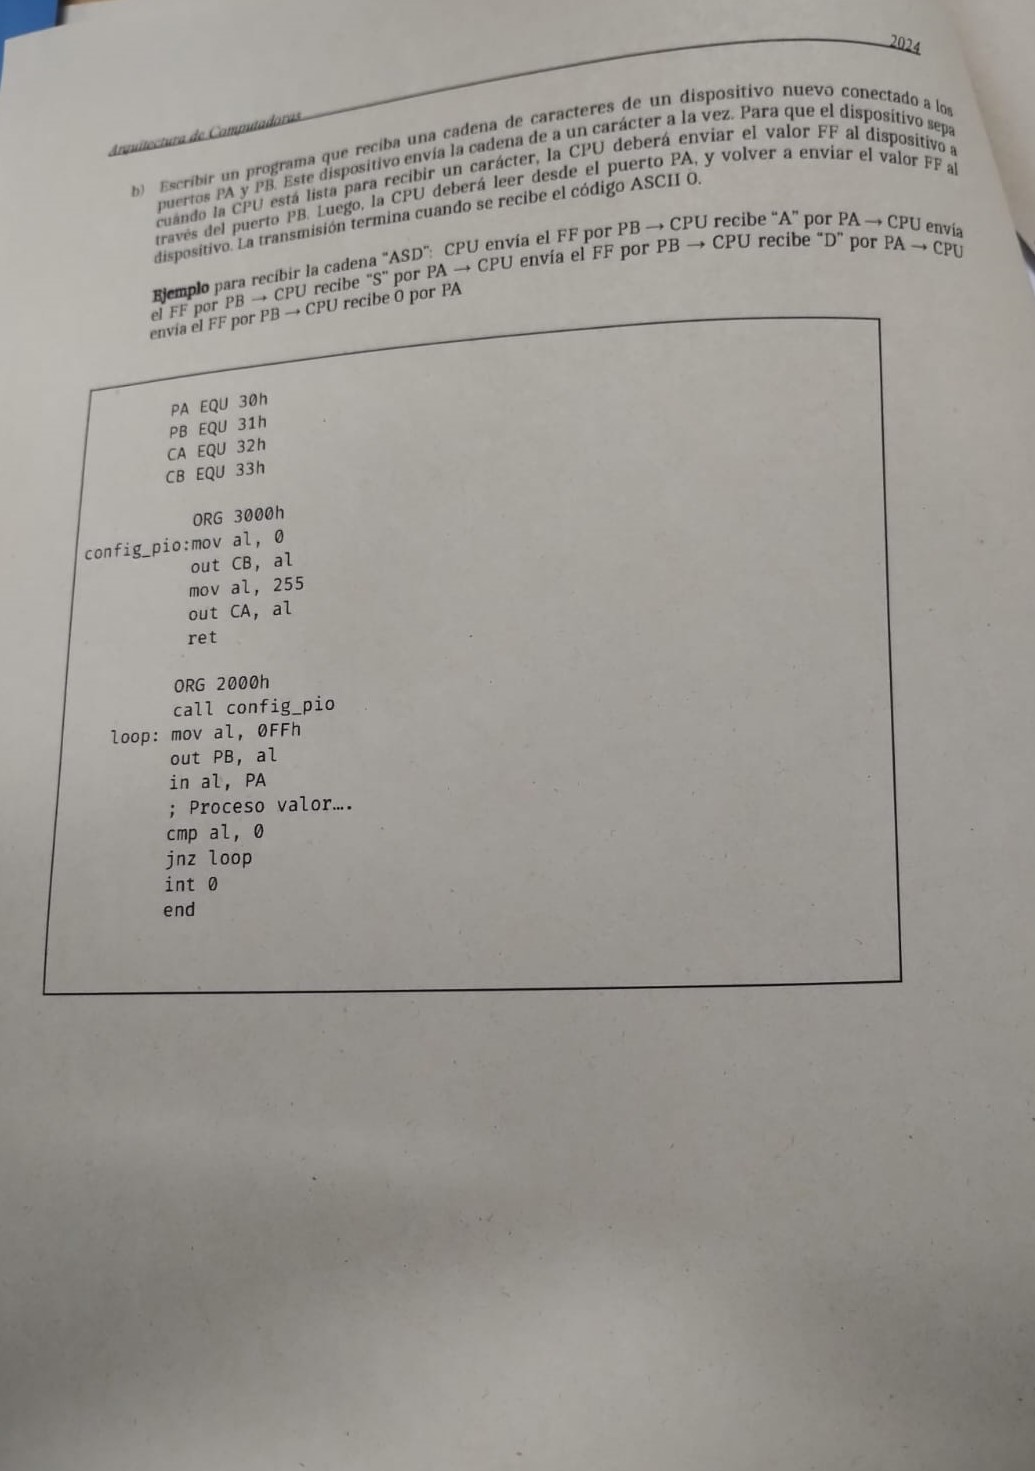 2024
Arquitectura de Computadoras
b) Escribir un programa que reciba una cadena de caracteres de un dispositivo nuevo conectado a los
puertos PA y PB. Este dispositivo envía la cadena de a un carácter a la vez. Para que el dispositivo sepa
cuándo la CPU está lista para recibir un carácter, la CPU deberá enviar el valor FF al dispositivo a
través del puerto PB. Luego, la CPU deberá leer desde el puerto PA, y volver a enviar el valor FF al
dispositivo. La transmisión termina cuando se recibe el código ASCII 0.
Ejemplo para recibir la cadena “ASD”: CPU envía el FF por PB → CPU recibe “A” por PA → CPU envía
el FF por PB → CPU recibe “S” por PA → CPU envía el FF por PB → CPU recibe “D” por PA → CPU
envía el FF por PB → CPU recibe 0 por PA
PA EQU 30h
PB EQU 31h
CA EQU 32h
CB EQU 33h
ORG 3000h
config_pio:mov al, 0
out CB, al
mov al, 255
out CA, al
ret
ORG 2000h
call config_pio
loop: mov al, 0FFh
out PB, al
in al, PA
; Proceso valor….
cmp al, 0
jnz loop
int 0
end